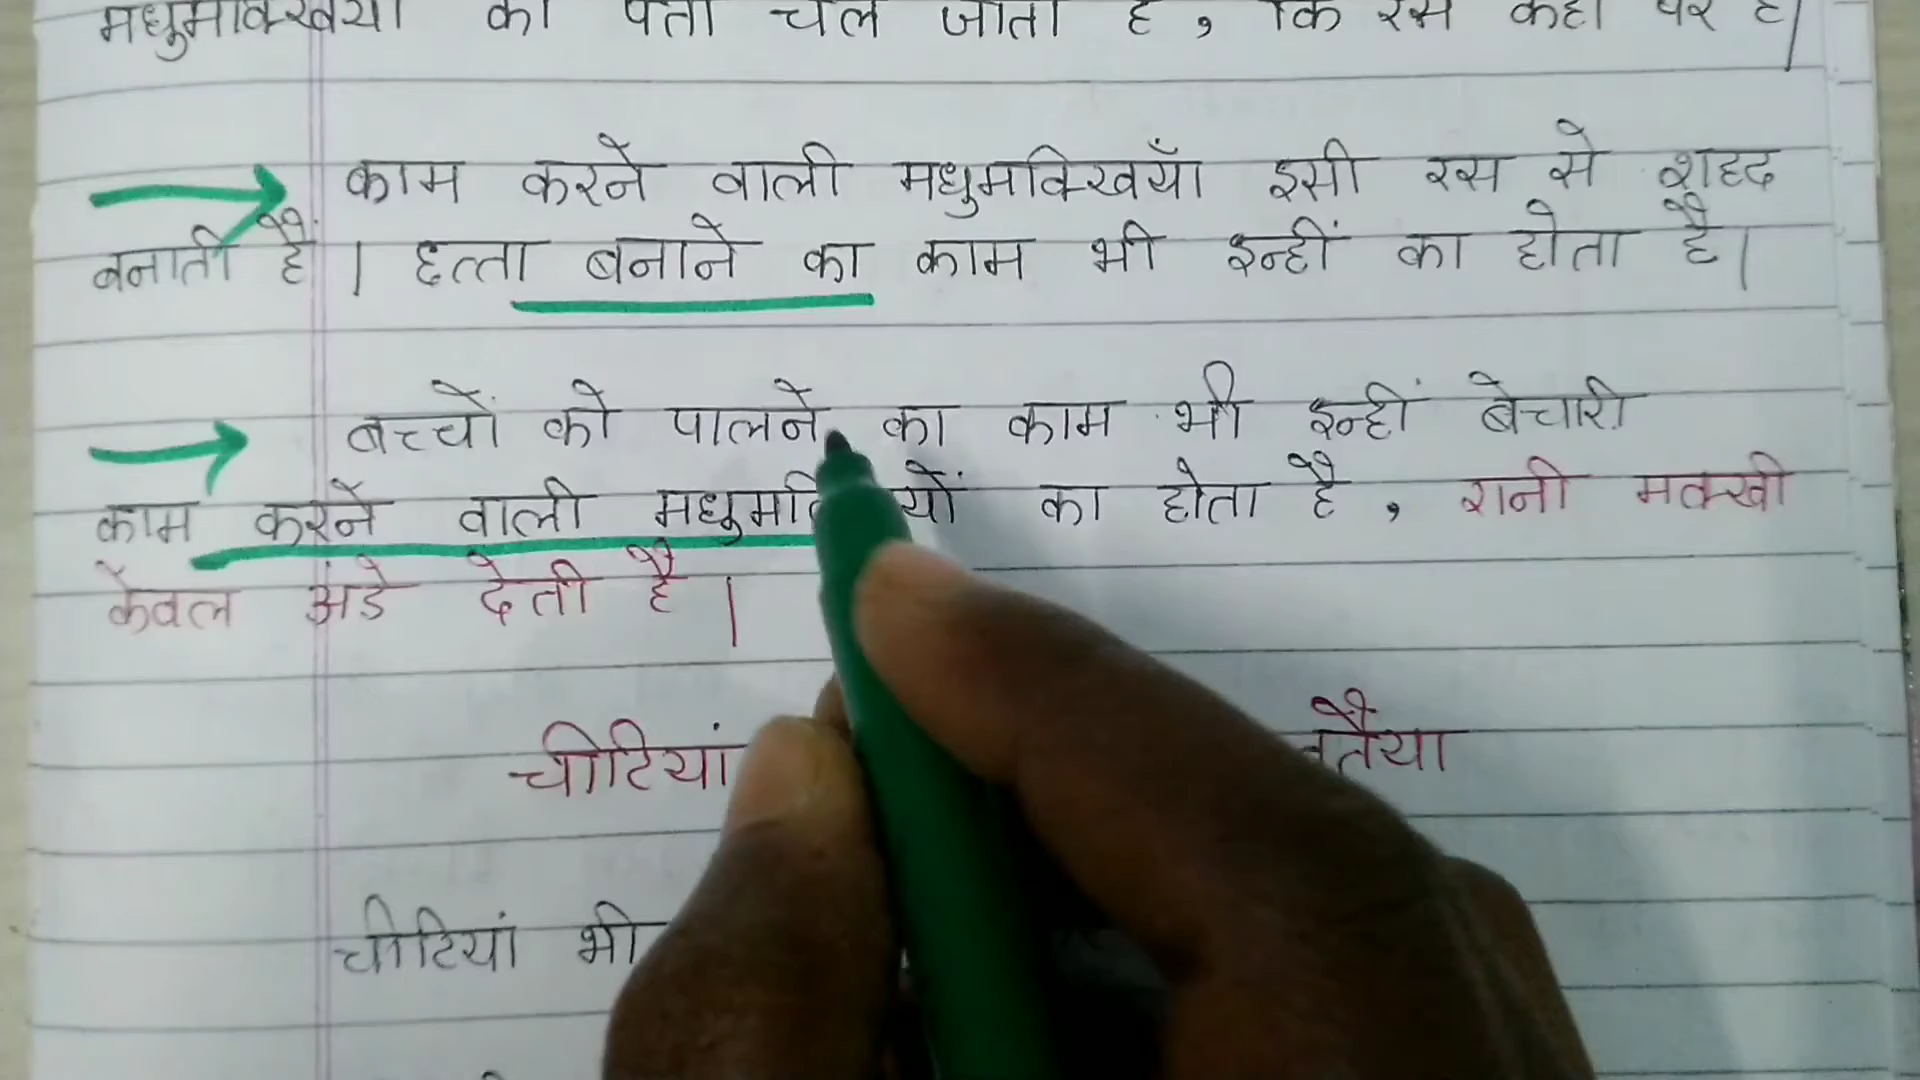 मधुमक्खियों को पता चल जाता है, कि रस कहाँ पर है।
काम करने वाली मधुमक्खियाँ इसी रस से शहद
बनाती हैं। छत्ता बनाने का काम भी इन्हीं का होता है।
बच्चों को पालने का काम भी इन्हीं बेचारी
काम करने वाली का होता है, रानी मक्खी
केवल अंडे देती है।
चीटियां
चीटियां भी